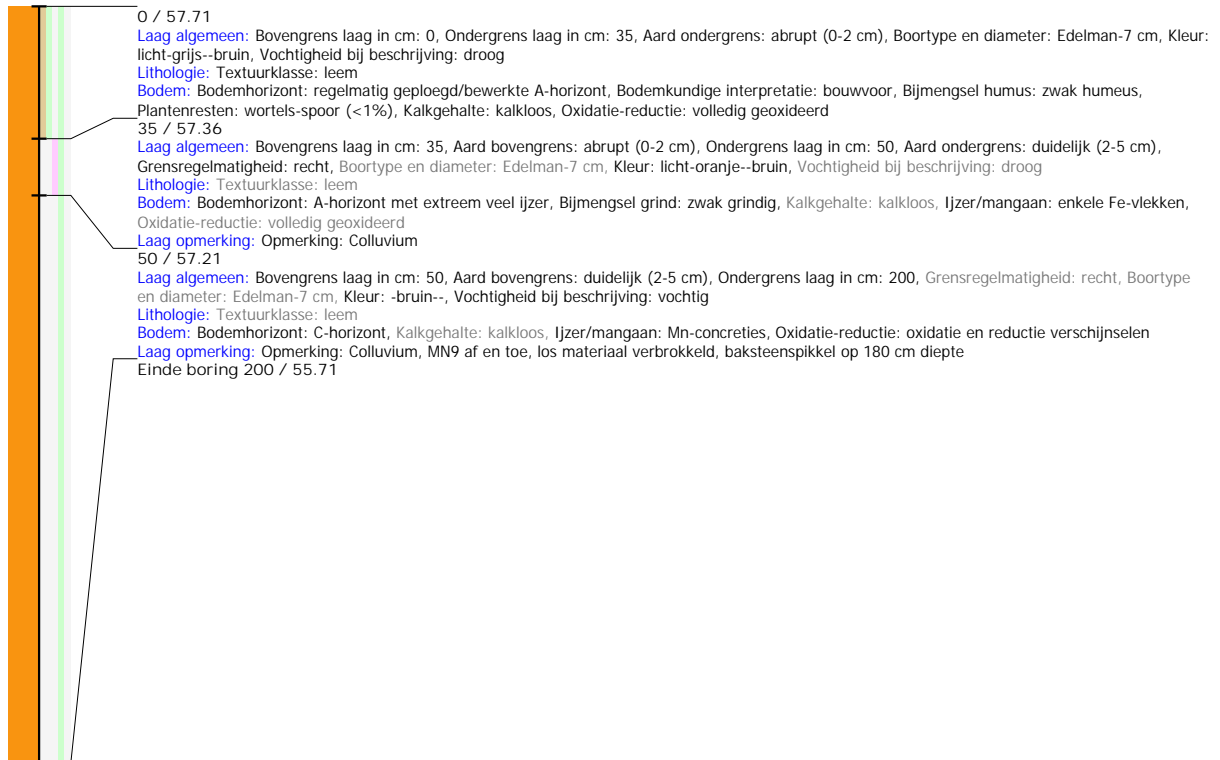 0 / 57.71
Laag algemeen: Bovengrens laag in cm: 0, Ondergrens laag in cm: 35, Aard ondergrens: abrupt (0-2 cm), Boortype en diameter: Edelman-7 cm, Kleur:
licht-grijs--bruin, Vochtigheid bij beschrijving: droog
Lithologie: Textuurklasse: leem
Bodem: Bodemhorizont: regelmatig geploegd/bewerkte A-horizont, Bodemkundige interpretatie: bouwvoor, Bijmengsel humus: zwak humeus,
Plantenresten: wortels-spoor (<1%), Kalkgehalte: kalkloos, Oxidatie-reductie: volledig geoxideerd
35 / 57.36
Laag algemeen: Bovengrens laag in cm: 35, Aard bovengrens: abrupt (0-2 cm), Ondergrens laag in cm: 50, Aard ondergrens: duidelijk (2-5 cm),
Grensregelmatigheid: recht, Boortype en diameter: Edelman-7 cm, Kleur: licht-oranje--bruin, Vochtigheid bij beschrijving: droog
Lithologie: Textuurklasse: leem
Bodem: Bodemhorizont: A-horizont met extreem veel ijzer, Bijmengsel grind: zwak grindig, Kalkgehalte: kalkloos, Ijzer/mangaan: enkele Fe-vlekken,
Oxidatie-reductie: volledig geoxideerd
Laag opmerking: Opmerking: Colluvium
50 / 57.21
Laag algemeen: Bovengrens laag in cm: 50, Aard bovengrens: duidelijk (2-5 cm), Ondergrens laag in cm: 200, Grensregelmatigheid: recht, Boortype
en diameter: Edelman-7 cm, Kleur: -bruin--, Vochtigheid bij beschrijving: vochtig
Lithologie: Textuurklasse: leem
Bodem: Bodemhorizont: C-horizont, Kalkgehalte: kalkloos, Ijzer/mangaan: Mn-concreties, Oxidatie-reductie: oxidatie en reductie verschijnselen
Laag opmerking: Opmerking: Colluvium, MN9 af en toe, los materiaal verbrokkeld, baksteenspikkel op 180 cm diepte
Einde boring 200 / 55.71